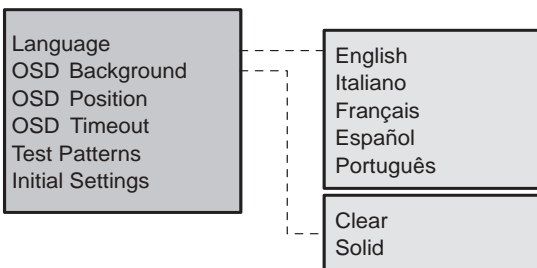 Language
OSD Background
OSD Position
OSD Timeout
Test Patterns
Initial Settings
English
Italiano
Français
Español
Português
Clear
Solid